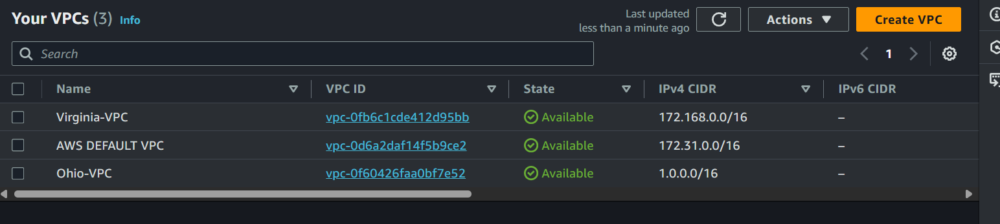 Your VPCs (3) Info
Last updated
less than a minute ago
Actions
Create VPC
Search
1
Name VPC ID State IPv4 CIDR IPv6 CIDR
Virginia-VPC vpc-0fb6c1cde412d95bb Available 172.168.0.0/16 –
AWS DEFAULT VPC vpc-0d6a2daf14f5b9ce2 Available 172.31.0.0/16 –
Ohio-VPC vpc-0f60426faa0bf7e52 Available 1.0.0.0/16 –